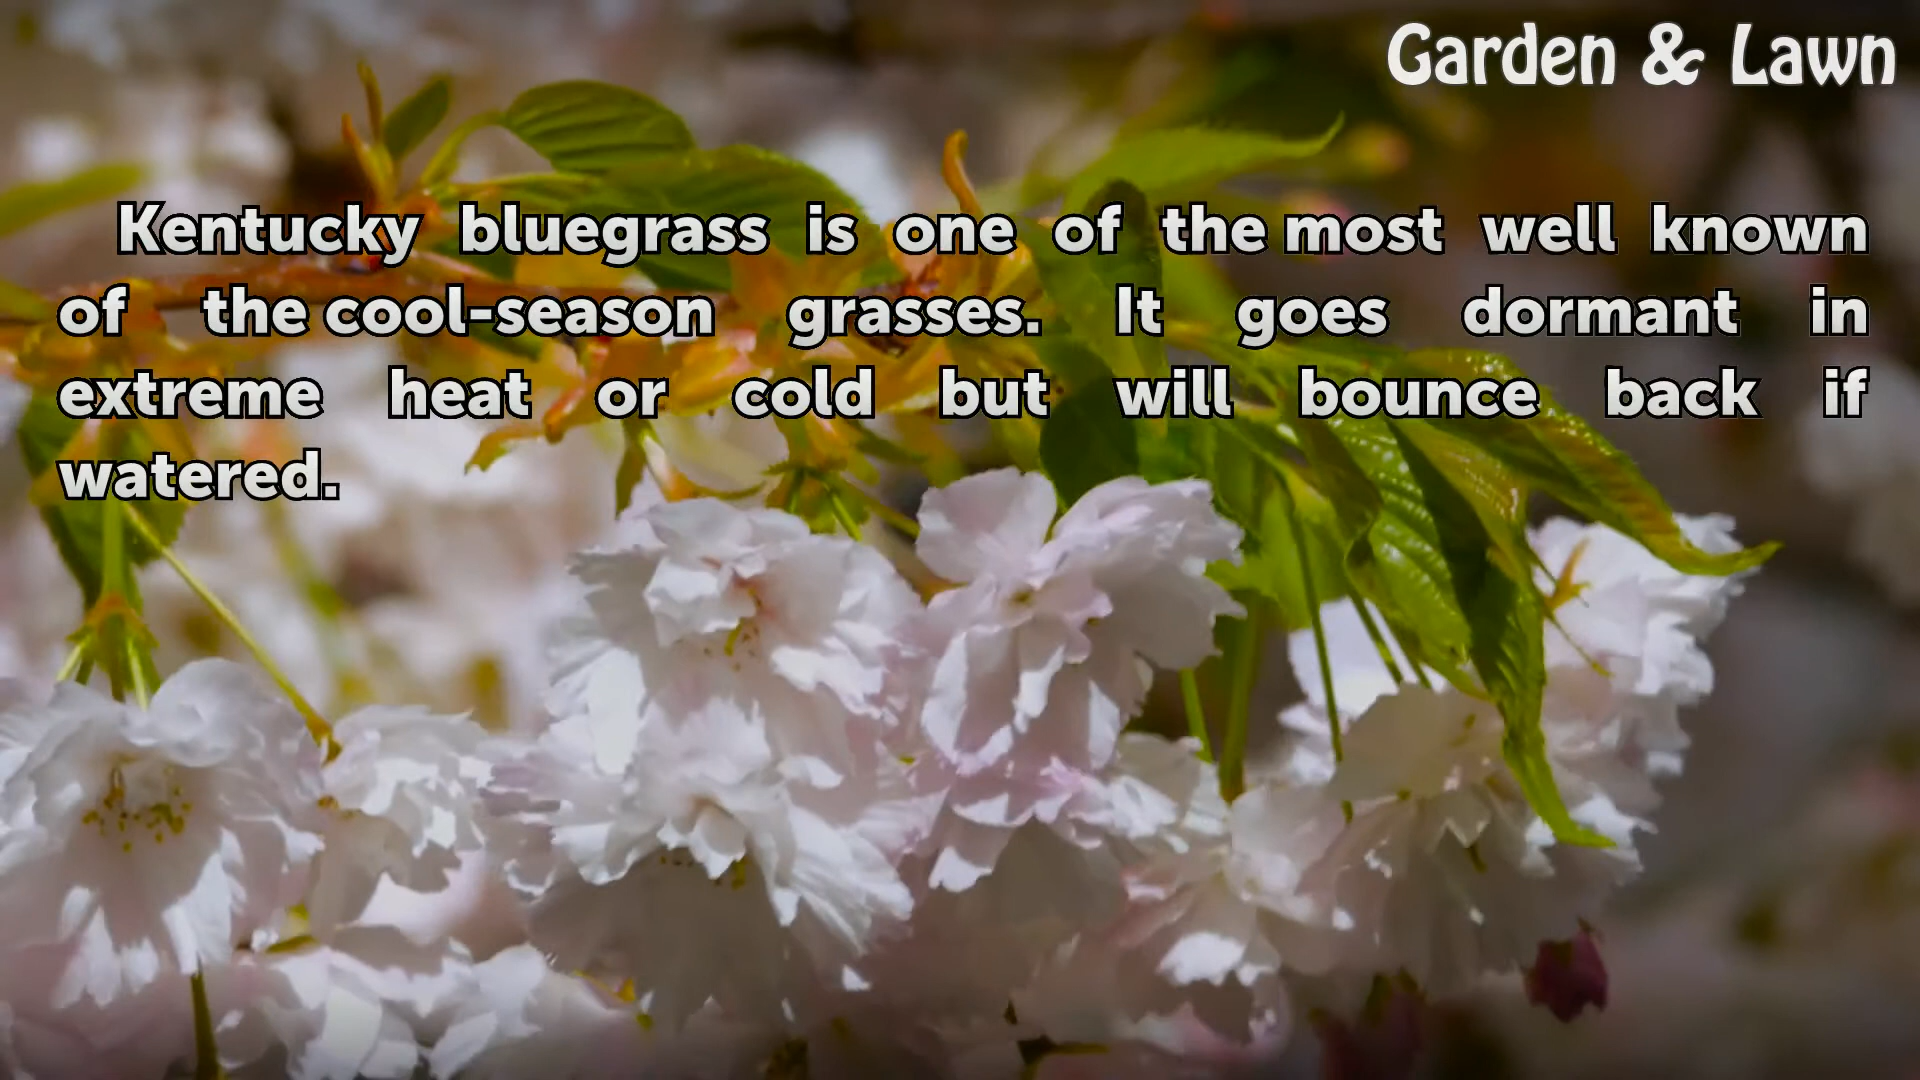 Garden & Lawn
Kentucky bluegrass is one of the most well known
of the cool-season grasses. It goes dormant in
extreme heat or cold but will bounce back if
watered.